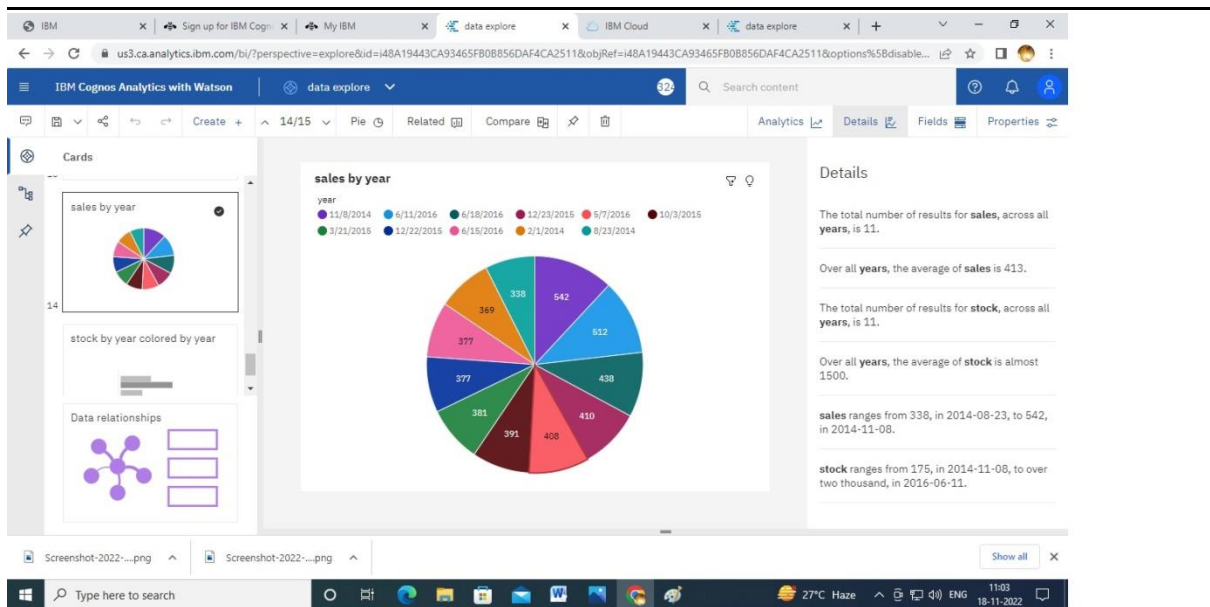 IBM
Sign up for IBM Cogn
My IBM
data explore
IBM Cloud
data explore
us3.ca.analytics.ibm.com/bi/?perspective=explore&id=i48A19443CA93465FB0B856DAF4CA2511&objRef=i48A19443CA93465FB0B856DAF4CA2511&options%5Bdisable...
IBM Cognos Analytics with Watson
data explore
324
Search content
Create +
14/15
Pie
Related
Compare
Analytics
Details
Fields
Properties
Cards
sales by year
14
stock by year colored by year
Data relationships
sales by year
year
11/8/2014 6/11/2016 6/18/2016 12/23/2015 5/7/2016 10/3/2015
3/21/2015 12/22/2015 6/15/2016 2/1/2014 8/23/2014
338
542
369
512
377
438
377
410
381
408
391
Details
The total number of results for sales, across all
years, is 11.
Over all years, the average of sales is 413.
The total number of results for stock, across all
years, is 11.
Over all years, the average of stock is almost
1500.
sales ranges from 338, in 2014-08-23, to 542,
in 2014-11-08.
stock ranges from 175, in 2014-11-08, to over
two thousand, in 2016-06-11.
Screenshot-2022-....png
Screenshot-2022-....png
Show all
Type here to search
27°C Haze
ENG
11:03
18-11-2022